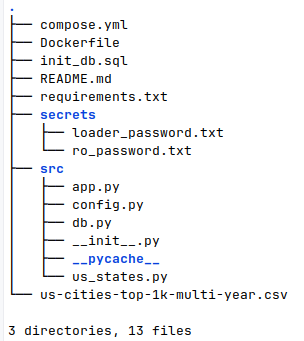 .
├── compose.yml
├── Dockerfile
├── init_db.sql
├── README.md
├── requirements.txt
├── secrets
│   ├── loader_password.txt
│   └── ro_password.txt
├── src
│   ├── app.py
│   ├── config.py
│   ├── db.py
│   ├── __init__.py
│   ├── __pycache__
│   └── us_states.py
└── us-cities-top-1k-multi-year.csv

3 directories, 13 files